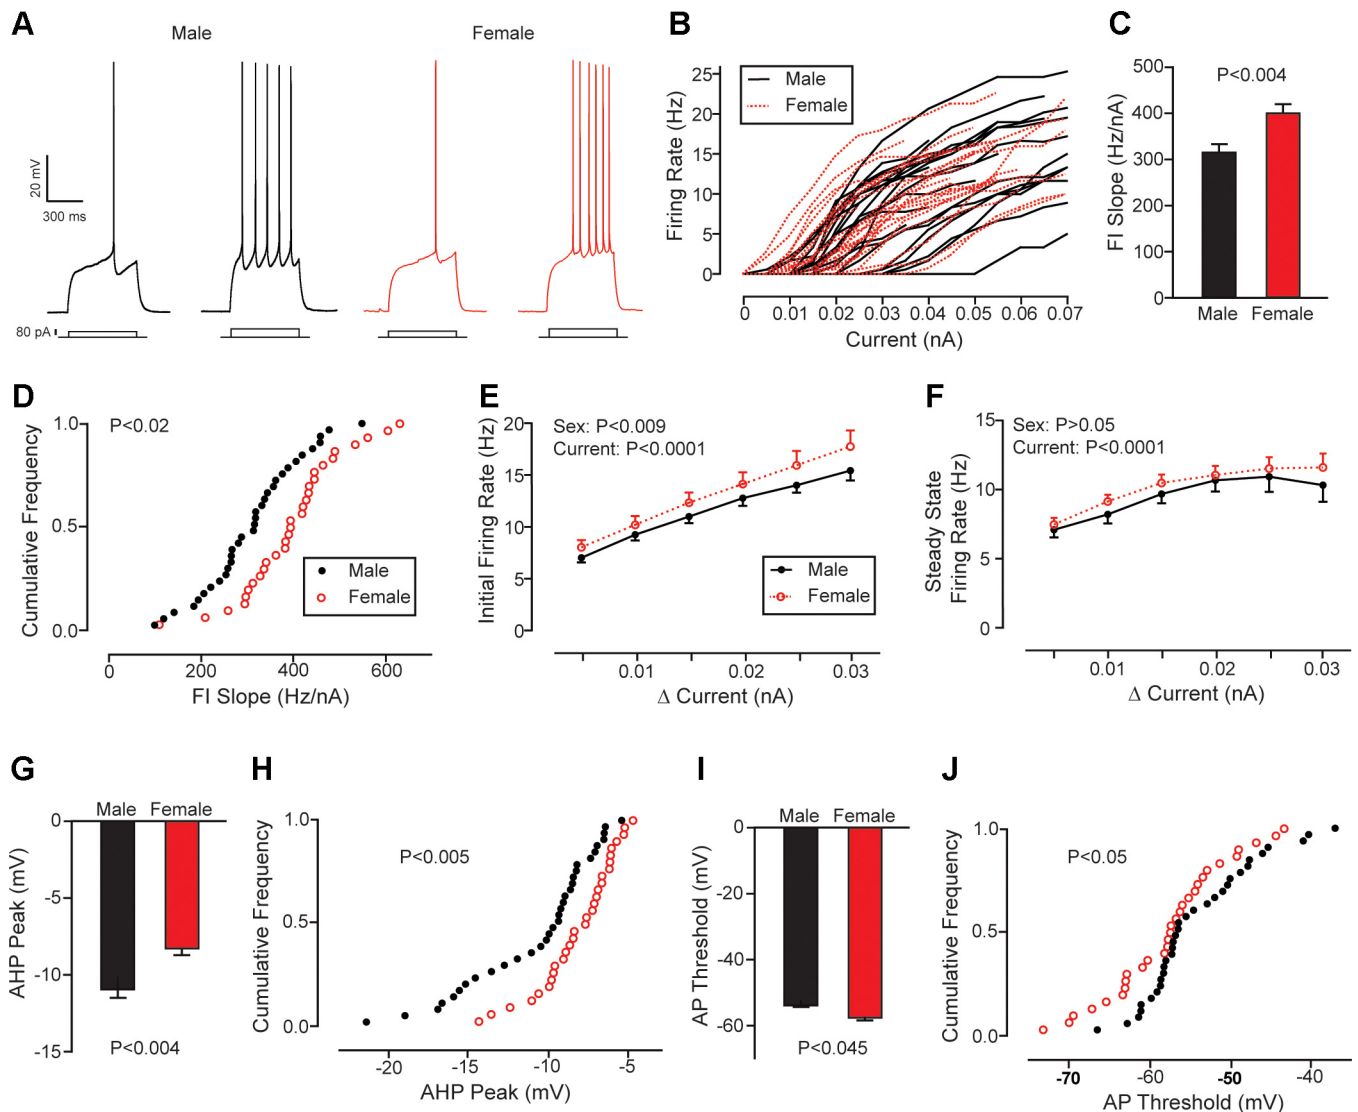 A
Male
Female
20 mV
300 ms
80 pA
B
Firing Rate (Hz)
25
20
15
10
5
0
Male
Female
0
0.01
0.02
0.03
0.04
0.05
0.06
0.07
Current (nA)
C
FI Slope (Hz/nA)
500
400
300
200
100
0
P<0.004
Male
Female
D
Cumulative Frequency
1.0
0.5
0.0
P<0.02
Male
Female
0
200
400
600
FI Slope (Hz/nA)
E
Initial Firing Rate (Hz)
20
15
10
5
0
Sex: P<0.009
Current: P<0.0001
Male
Female
0.01
0.02
0.03
Δ Current (nA)
F
Steady State
Firing Rate (Hz)
15
10
5
0
Sex: P>0.05
Current: P<0.0001
0.01
0.02
0.03
Δ Current (nA)
G
AHP Peak (mV)
Male
Female
0
-5
-10
-15
P<0.004
H
Cumulative Frequency
1.0
0.5
0.0
P<0.005
-20
-15
-10
-5
AHP Peak (mV)
I
AP Threshold (mV)
Male
Female
0
-20
-40
-60
P<0.045
J
Cumulative Frequency
1.0
0.5
0.0
P<0.05
-70
-60
-50
-40
AP Threshold (mV)